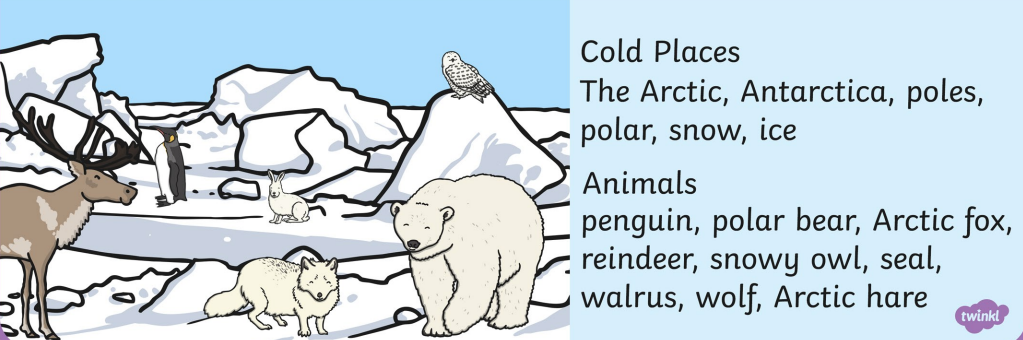 Cold Places
The Arctic, Antarctica, poles,
polar, snow, ice
Animals
penguin, polar bear, Arctic fox,
reindeer, snowy owl, seal,
walrus, wolf, Arctic hare
twinkl